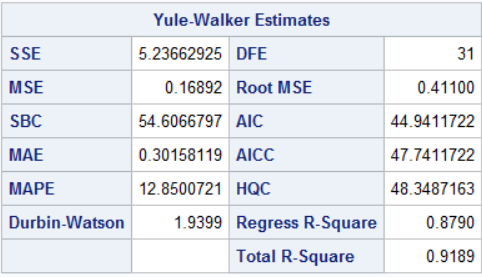 Yule-Walker Estimates
SSE 5.23662925 DFE 31
MSE 0.16892 Root MSE 0.41100
SBC 54.6066797 AIC 44.9411722
MAE 0.30158119 AICC 47.7411722
MAPE 12.8500721 HQC 48.3487163
Durbin-Watson 1.9399 Regress R-Square 0.8790
Total R-Square 0.9189